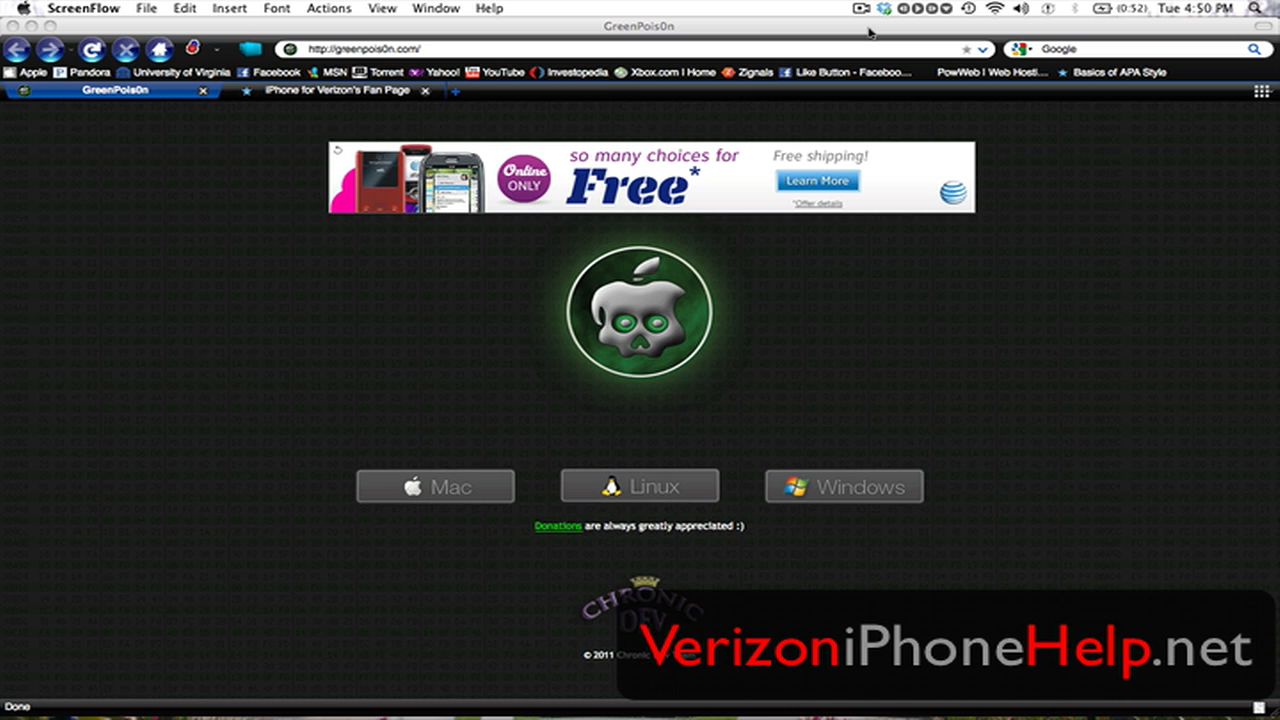 ScreenFlow File Edit Insert Font Actions View Window Help (0:52) Tue 4:50 PM
GreenPois0n
http://greenpois0n.com/ Google
Apple Pandora University of Virginia Facebook MSN Torrent Yahoo! YouTube Investopedia Xbox.com | Home Zignals Like Button - Faceboo... PowWeb | Web Hosti... Basics of APA Style
GreenPois0n iPhone for Verizon's Fan Page
so many choices for
Free*
Online
ONLY
Free shipping!
Learn More
*Offer details
Mac Linux Windows
Donations are always greatly appreciated :)
CHRONIC
DEV
VerizoniPhoneHelp.net
© 2011 Chronic Dev
Done